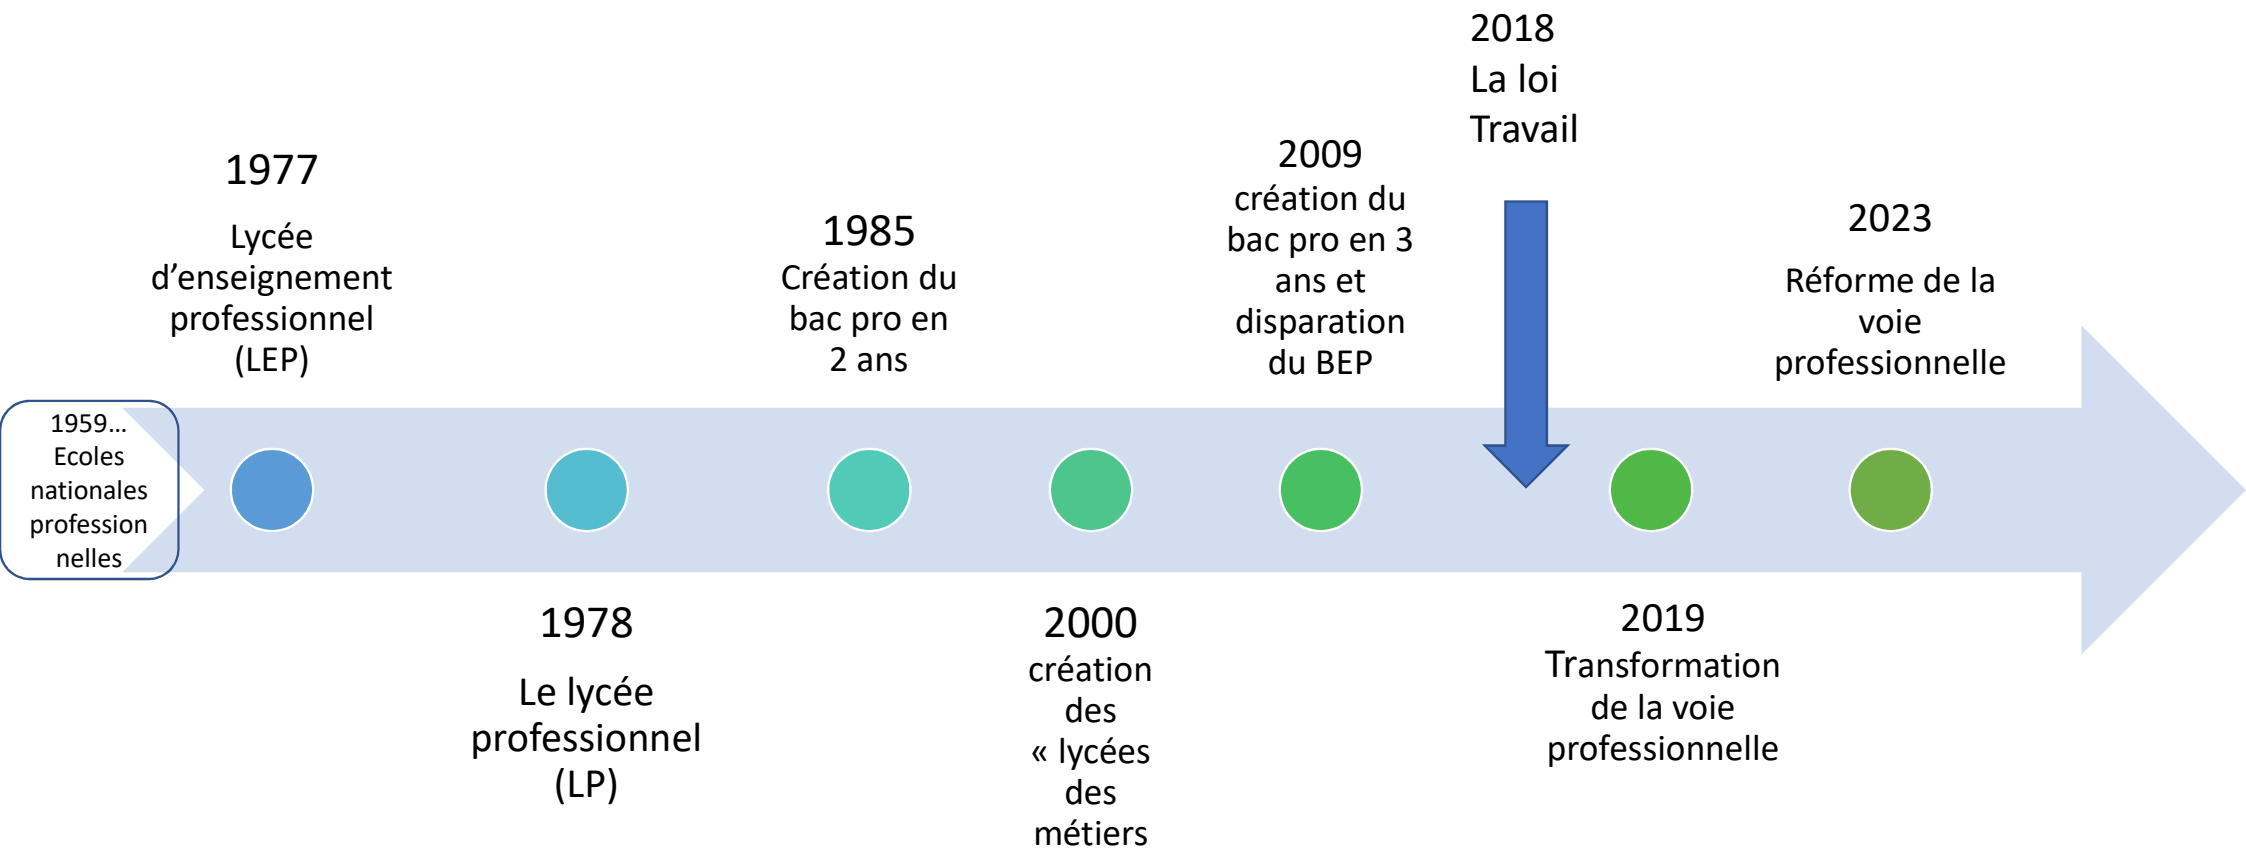 1959…
Ecoles
nationales
profession
nelles
1977
Lycée
d’enseignement
professionnel
(LEP)
1978
Le lycée
professionnel
(LP)
1985
Création du
bac pro en
2 ans
2000
création
des
« lycées
des
métiers
2009
création du
bac pro en 3
ans et
disparation
du BEP
2018
La loi
Travail
2019
Transformation
de la voie
professionnelle
2023
Réforme de la
voie
professionnelle